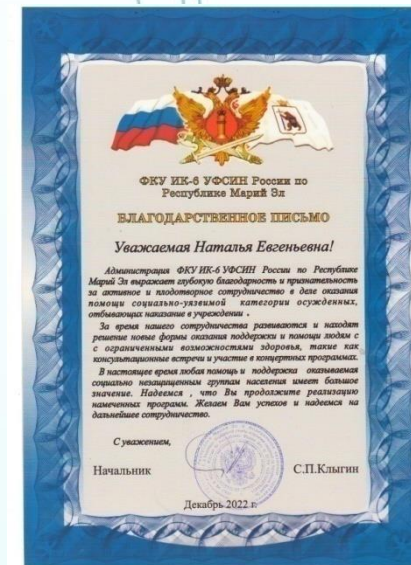 ФКУ ИК-6 УФСИН России по
Республике Марий Эл
БЛАГОДАРСТВЕННОЕ ПИСЬМО
Уважаемая Наталья Евгеньевна!
Администрация ФКУ ИК-6 УФСИН России по Республике
Марий Эл выражает глубокую благодарность и признательность
за активное и плодотворное сотрудничество в деле оказания
помощи социально-уязвимой категории осужденных,
отбывающих наказание в учреждении .
За время нашего сотрудничества развиваются и находят
решение новые формы оказания поддержки и помощи людям с
с ограниченными возможностями здоровья, такие как
консультационные встречи и участие в концертных программах.
В настоящее время любая помощь и поддержка оказываемая
социально незащищенным группам населения имеет большое
значение. Надеемся , что Вы продолжите реализацию
намеченных программ. Желаем Вам успехов и надеемся на
дальнейшее сотрудничество.
С уважением,
Начальник С.П.Клыгин
Декабрь 2022 г.